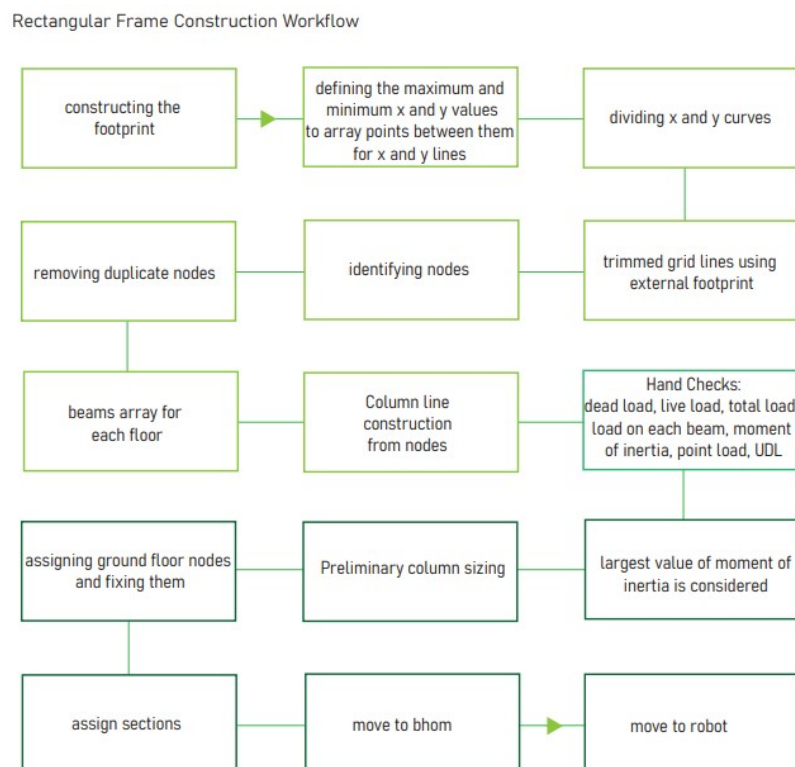 Rectangular Frame Construction Workflow
constructing the
footprint
defining the maximum and
minimum x and y values
to array points between them
for x and y lines
dividing x and y curves
trimmed grid lines using
external footprint
identifying nodes
removing duplicate nodes
beams array for
each floor
Column line
construction
from nodes
Hand Checks:
dead load, live load, total load
load on each beam, moment
of inertia, point load, UDL
largest value of moment of
inertia is considered
Preliminary column sizing
assigning ground floor nodes
and fixing them
assign sections
move to bhom
move to robot